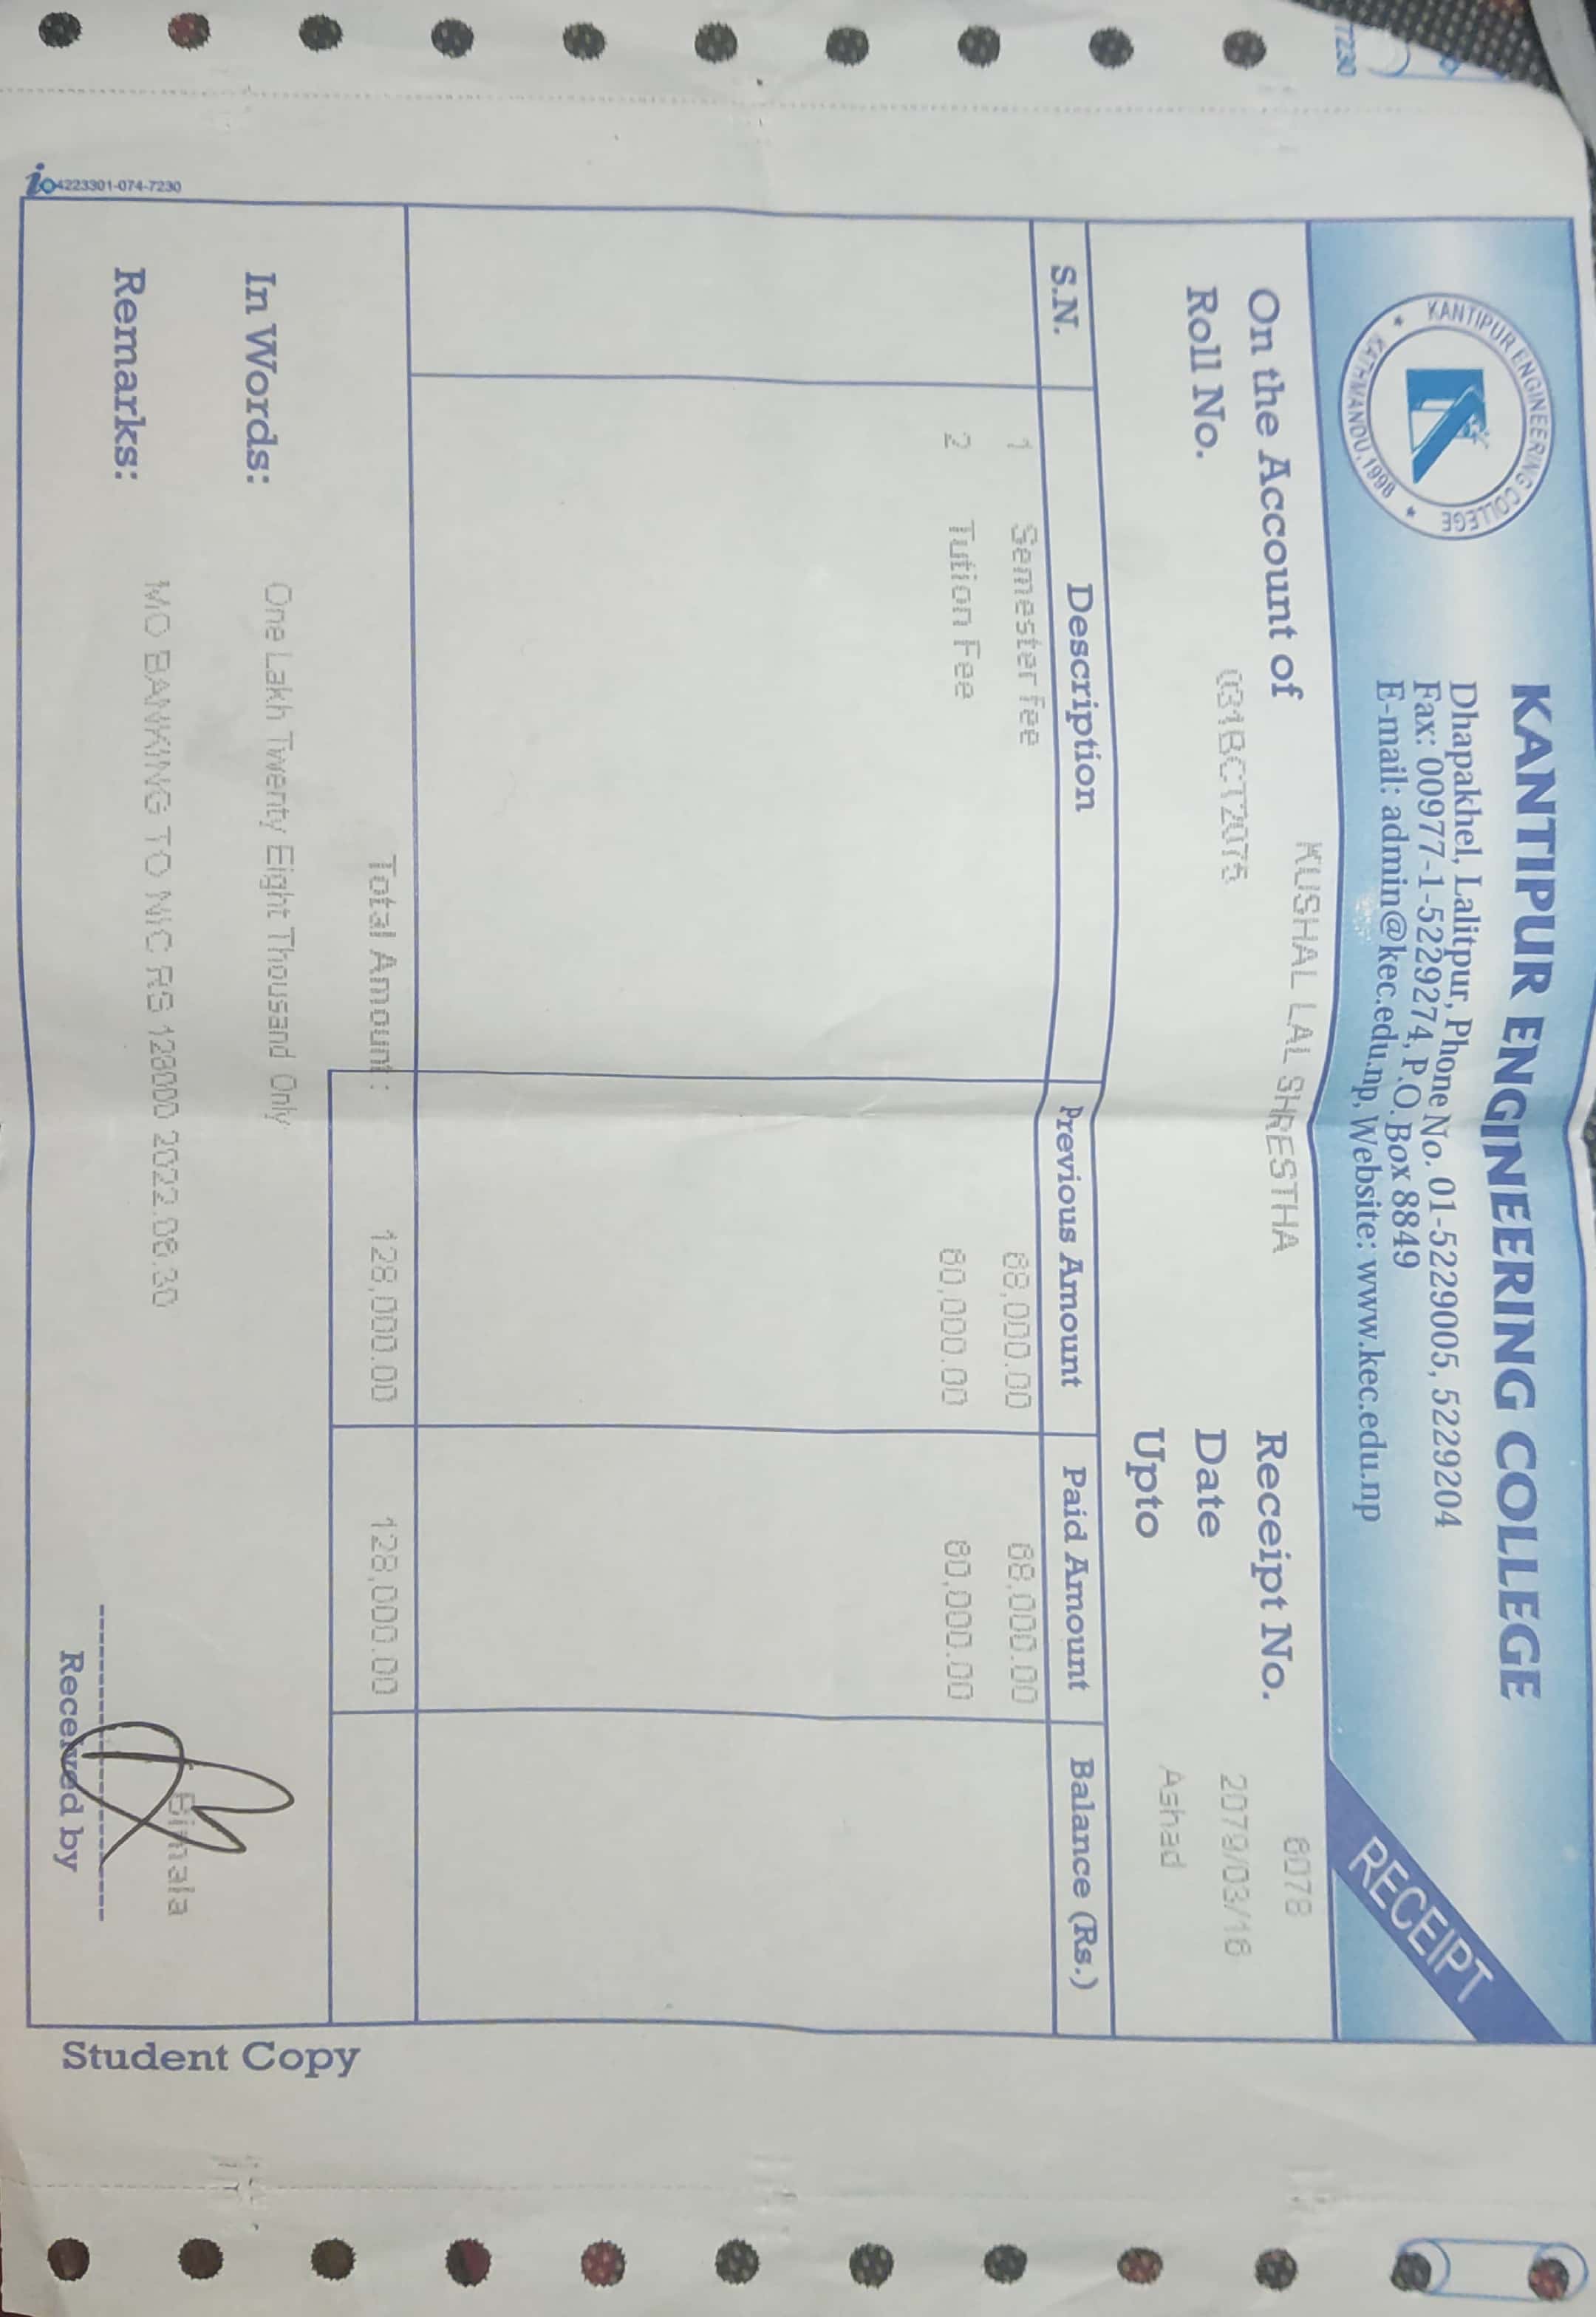 KANTIPUR ENGINEERING COLLEGE
KATHMANDU, 1998
KANTIPUR ENGINEERING COLLEGE
Dhapakhel, Lalitpur, Phone No. 01-5229005, 5229204
Fax: 00977-1-5229274, P.O. Box 8849
E-mail: admin@kec.edu.np, Website: www.kec.edu.np
RECEIPT
On the Account of KUSHAL LAL SHRESTHA Receipt No. 6078
Roll No. Date 2079/03/16
Upto Ashad
S.N. Description Previous Amount Paid Amount Balance (Rs.)
1 Semester fee 68,000.00 68,000.00
2 Tution Fee 60,000.00 60,000.00
Total Amount : 128,000.00 128,000.00
In Words: One Lakh Twenty Eight Thousand Only
Remarks: MO BANKING TO NIC RS 128000 2022.06.30
Bimala
Received by
Student Copy
4223301-074-7230
7230